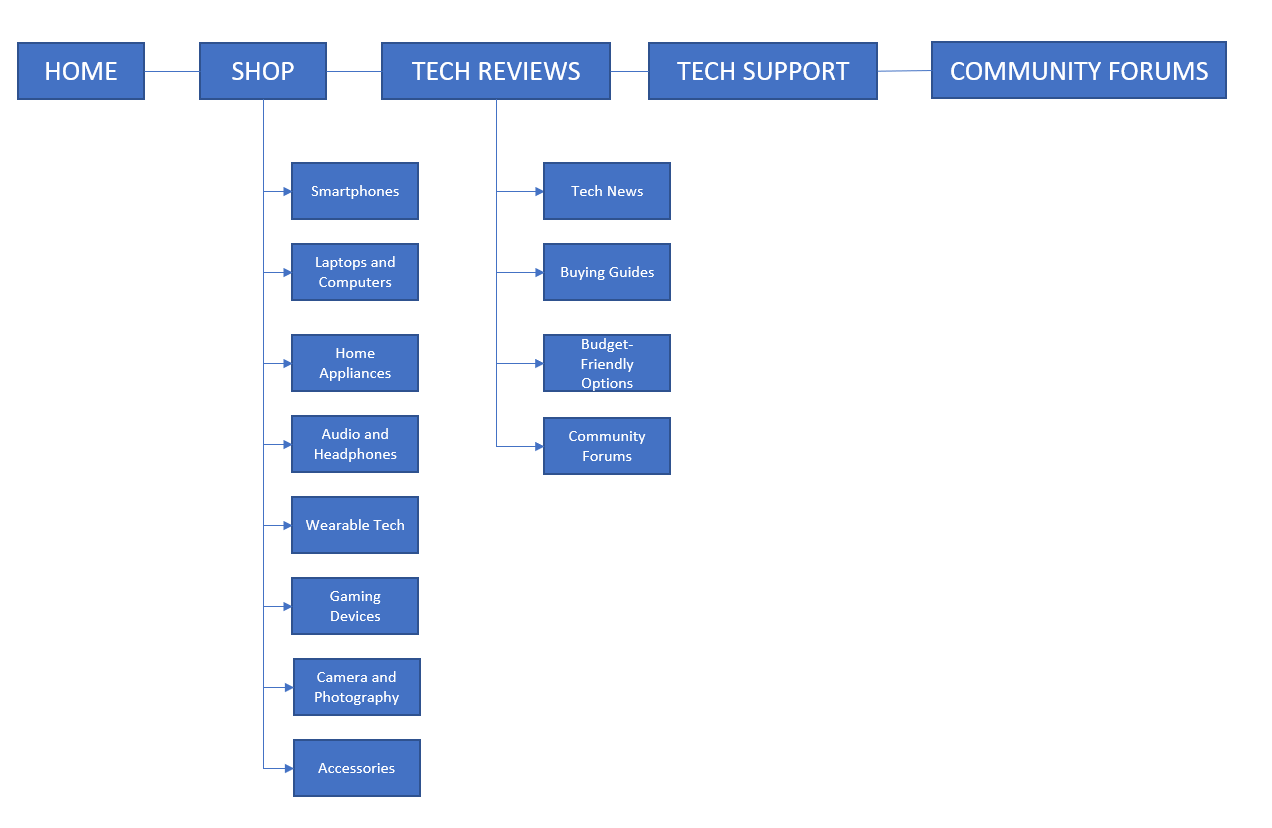 HOME
SHOP
TECH REVIEWS
TECH SUPPORT
COMMUNITY FORUMS
Smartphones
Laptops and
Computers
Home
Appliances
Audio and
Headphones
Wearable Tech
Gaming
Devices
Camera and
Photography
Accessories
Tech News
Buying Guides
Budget-
Friendly
Options
Community
Forums